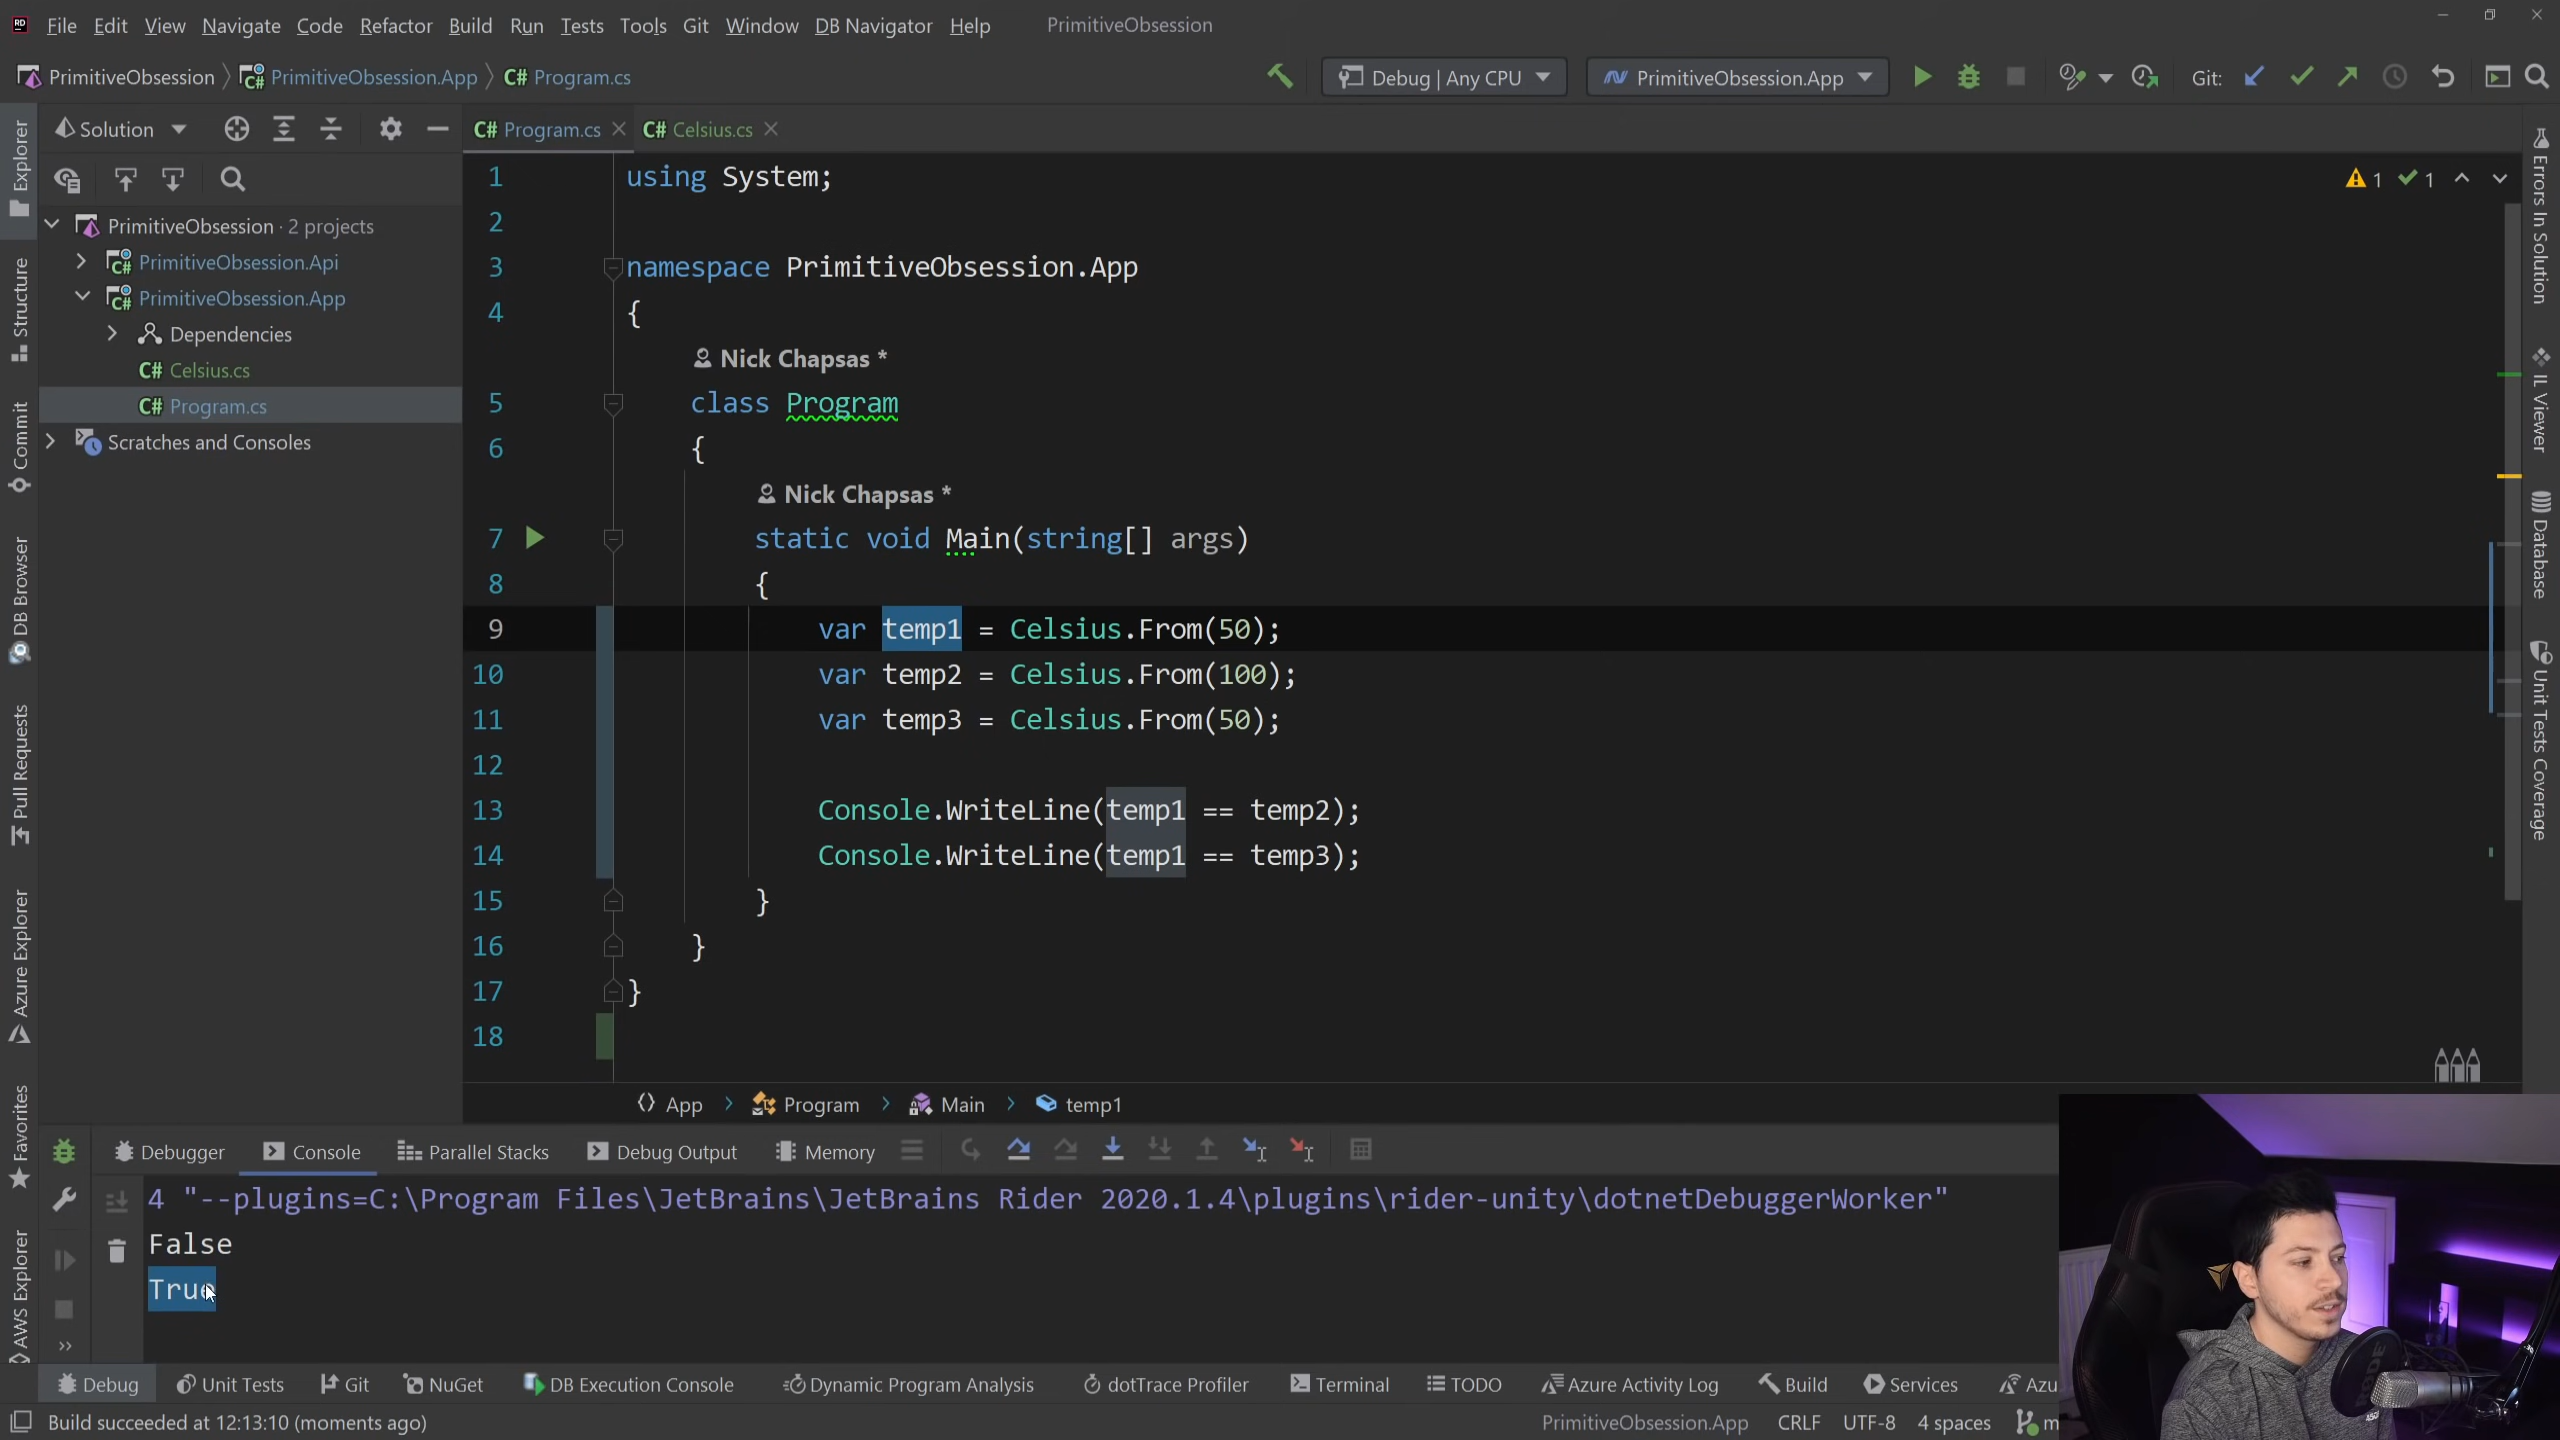 File Edit View Navigate Code Refactor Build Run Tests Tools Git Window DB Navigator Help PrimitiveObsession
PrimitiveObsession PrimitiveObsession.App C# Program.cs Debug | Any CPU PrimitiveObsession.App Git:
Solution
C# Program.cs C# Celsius.cs
Explorer
Structure
Commit
DB Browser
Pull Requests
Azure Explorer
Favorites
AWS Explorer
PrimitiveObsession · 2 projects
PrimitiveObsession.Api
PrimitiveObsession.App
Dependencies
C# Celsius.cs
C# Program.cs
Scratches and Consoles
1 using System;
2
3 namespace PrimitiveObsession.App
4 {
Nick Chapsas *
5 class Program
6 {
Nick Chapsas *
7 static void Main(string[] args)
8 {
9 var temp1 = Celsius.From(50);
10 var temp2 = Celsius.From(100);
11 var temp3 = Celsius.From(50);
12
13 Console.WriteLine(temp1 == temp2);
14 Console.WriteLine(temp1 == temp3);
15 }
16 }
17 }
18
1 1
Errors In Solution
IL Viewer
Database
Unit Tests Coverage
App Program Main temp1
Debugger Console Parallel Stacks Debug Output Memory
4 "--plugins=C:\Program Files\JetBrains\JetBrains Rider 2020.1.4\plugins\rider-unity\dotnetDebuggerWorker"
False
True
Debug Unit Tests Git NuGet DB Execution Console Dynamic Program Analysis dotTrace Profiler Terminal TODO Azure Activity Log Build Services Azu
Build succeeded at 12:13:10 (moments ago) PrimitiveObsession.App CRLF UTF-8 4 spaces m